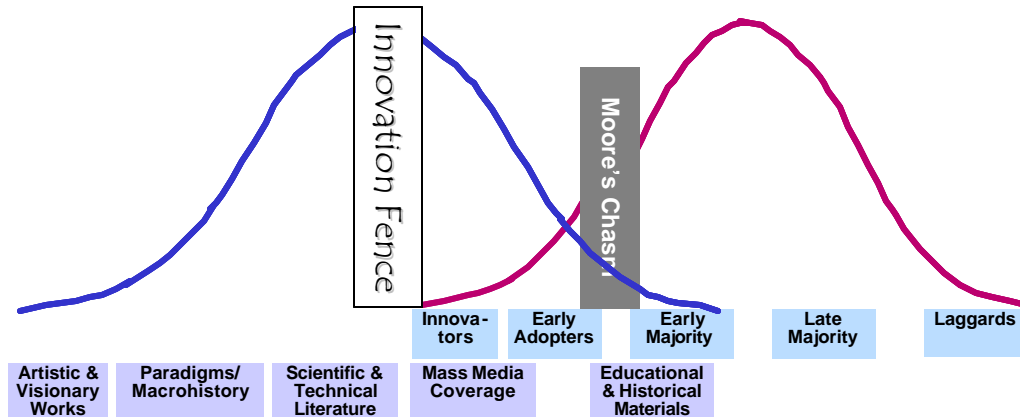 Innovation Fence
Moore's Chasm
Innova-
tors
Early
Adopters
Early
Majority
Late
Majority
Laggards
Artistic &
Visionary
Works
Paradigms/
Macrohistory
Scientific &
Technical
Literature
Mass Media
Coverage
Educational
& Historical
Materials